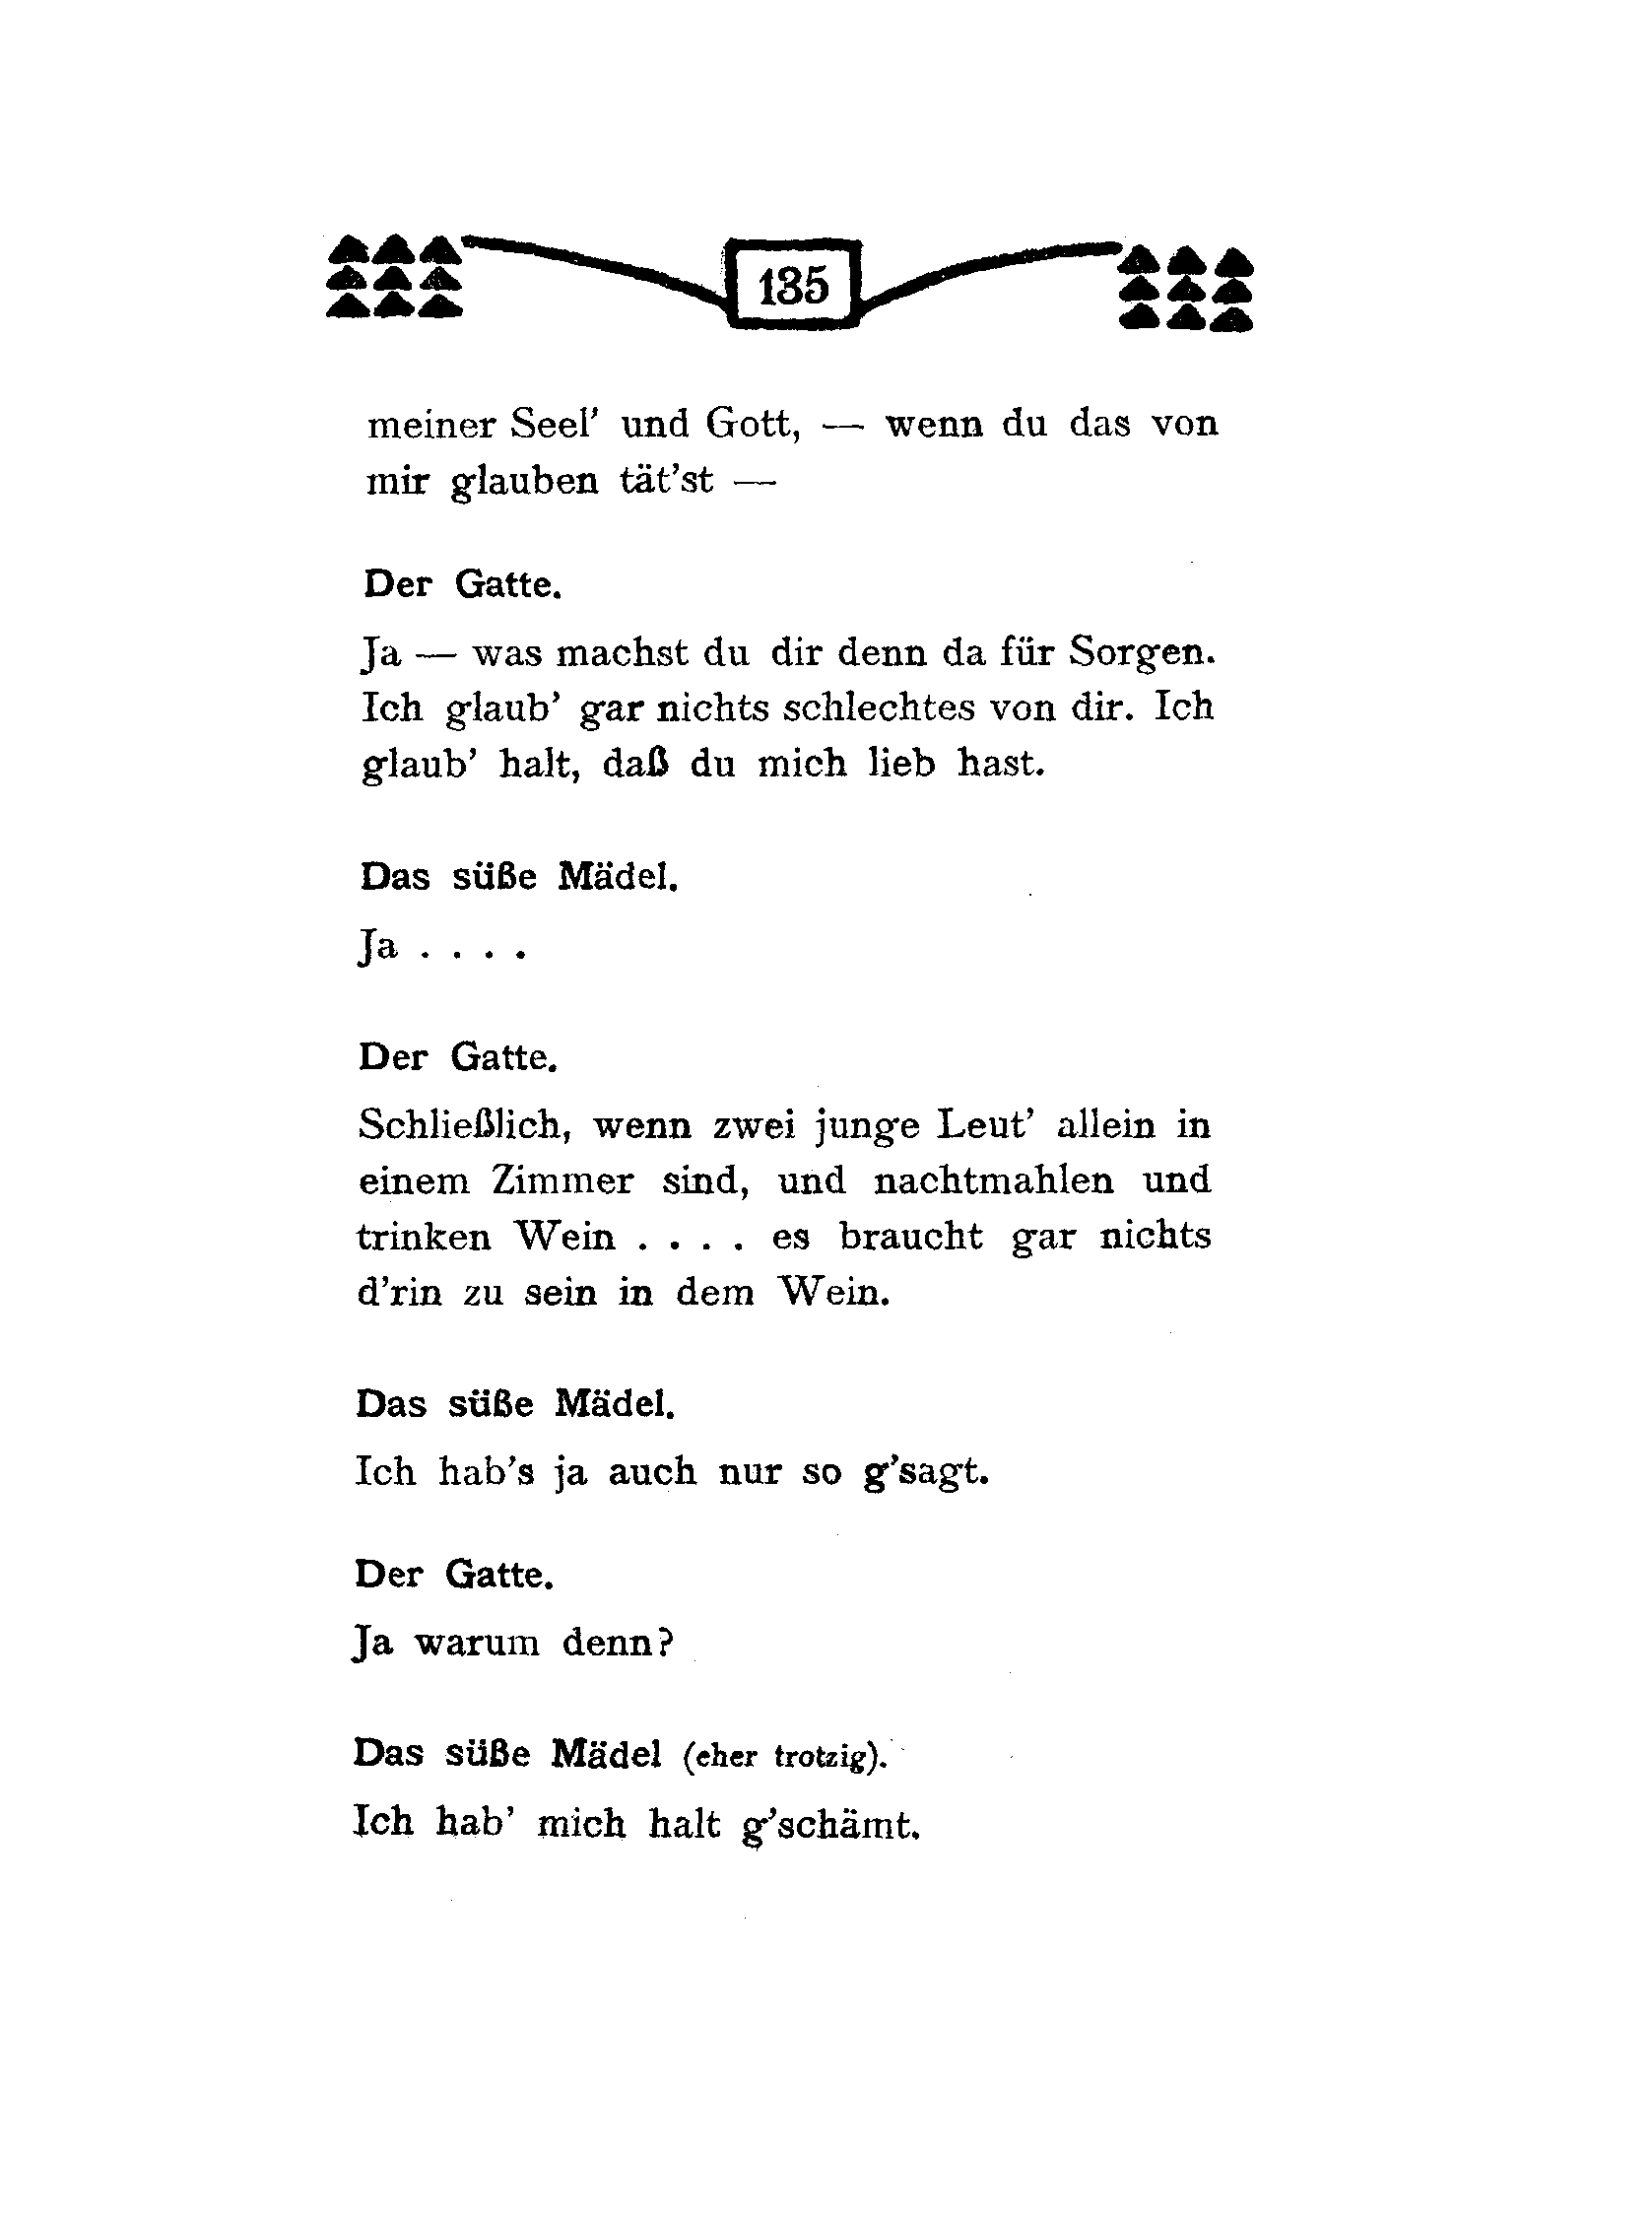 135
meiner Seel' und Gott, — wenn du das von
mir glauben tät'st —
Der Gatte.
Ja — was machst du dir denn da für Sorgen.
Ich glaub' gar nichts schlechtes von dir. Ich
glaub' halt, daß du mich lieb hast.
Das süße Mädel.
Ja . . . .
Der Gatte.
Schließlich, wenn zwei junge Leut' allein in
einem Zimmer sind, und nachtmahlen und
trinken Wein . . . . es braucht gar nichts
d'rin zu sein in dem Wein.
Das süße Mädel.
Ich hab's ja auch nur so g'sagt.
Der Gatte.
Ja warum denn?
Das süße Mädel (eher trotzig).
Ich hab' mich halt g'schämt.